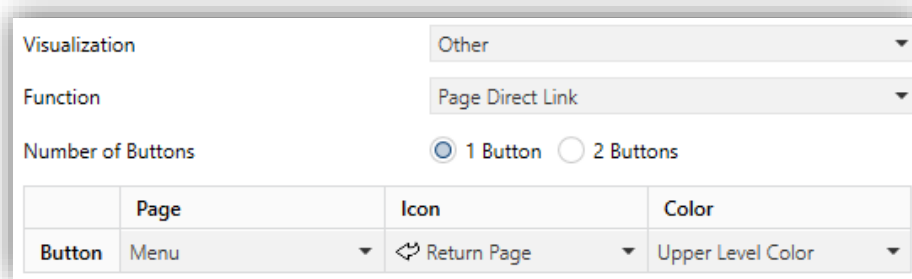 Visualization Other
Function Page Direct Link
Number of Buttons 1 Button 2 Buttons
Page Icon Color
Button Menu Return Page Upper Level Color